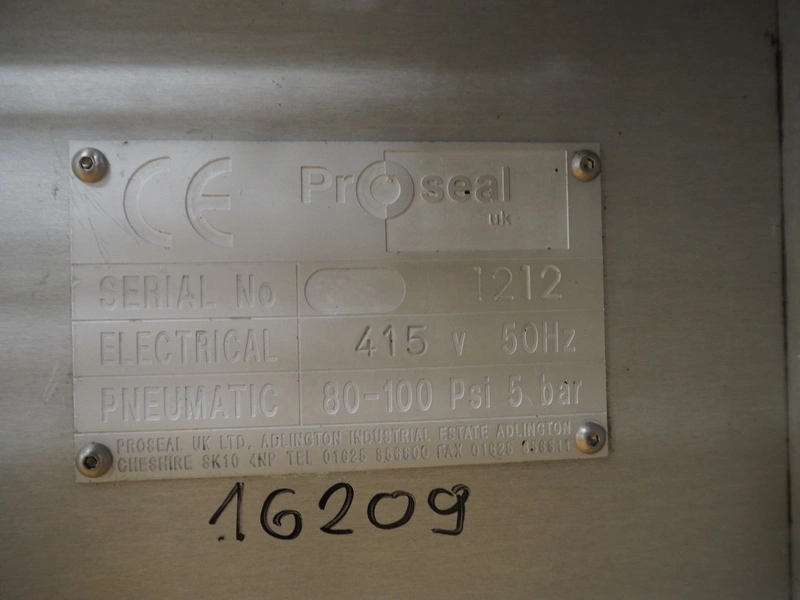 CE Proseal
uk
SERIAL No 1212
ELECTRICAL 415 v 50Hz
PNEUMATIC 80-100 Psi 5 bar
PROSEAL UK LTD, ADLINGTON INDUSTRIAL ESTATE ADLINGTON
CHESHIRE SK10 4NP TEL 01625 856600 FAX 01625
16209